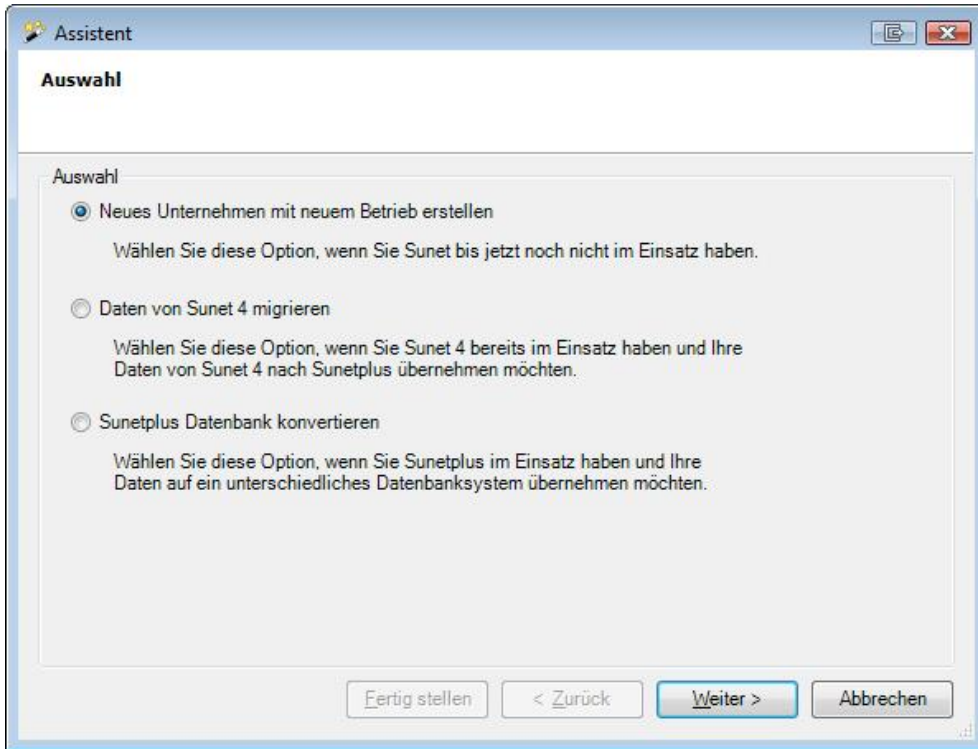 Assistent
Auswahl
Auswahl
Neues Unternehmen mit neuem Betrieb erstellen
Wählen Sie diese Option, wenn Sie Sunet bis jetzt noch nicht im Einsatz haben.
Daten von Sunet 4 migrieren
Wählen Sie diese Option, wenn Sie Sunet 4 bereits im Einsatz haben und Ihre
Daten von Sunet 4 nach Sunetplus übernehmen möchten.
Sunetplus Datenbank konvertieren
Wählen Sie diese Option, wenn Sie Sunetplus im Einsatz haben und Ihre
Daten auf ein unterschiedliches Datenbanksystem übernehmen möchten.
Fertig stellen
< Zurück
Weiter >
Abbrechen